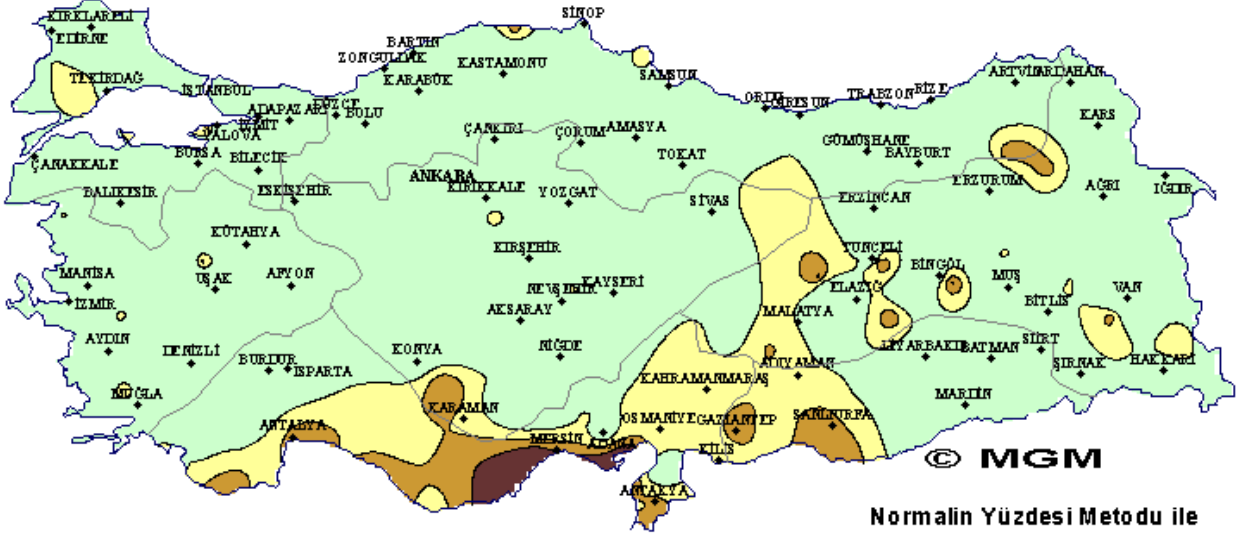 SİNOP
KIRKLARELİ
EDİRNE
BARTIN
ZONGULDAK
KASTAMONU
KARABÜK
SAMSUN
TEKİRDAĞ
İSTANBUL
ARTVİN
ARDAHAN
RİZE
TRABZON
ORDU
GİRESUN
ADAPAZARI
DÜZCE
BOLU
İZMİT
YALOVA
KARS
ÇANKIRI
ÇORUM
AMASYA
GÜMÜŞHANE
BAYBURT
ÇANAKKALE
BURSA
BİLECİK
TOKAT
ANKARA
KIRIKKALE
YOZGAT
ERZURUM
AĞRI
IĞDIR
BALIKESİR
ESKİŞEHİR
SİVAS
ERZİNCAN
KÜTAHYA
KIRŞEHİR
TUNCELİ
BİNGÖL
MUŞ
MANİSA
UŞAK
AFYON
NEVŞEHİR
KAYSERİ
ELAZIĞ
BİTLİS
VAN
İZMİR
AKSARAY
MALATYA
AYDIN
DENİZLİ
BURDUR
ISPARTA
KONYA
NİĞDE
ADIYAMAN
DİYARBAKIR
BATMAN
SİİRT
ŞIRNAK
HAKKARİ
KAHRAMANMARAŞ
MUĞLA
ANTALYA
KARAMAN
OSMANİYE
GAZİANTEP
ŞANLIURFA
MARDİN
MERSİN
ADANA
KİLİS
ANTAKYA
© MGM
Normalin Yüzdesi Metodu ile